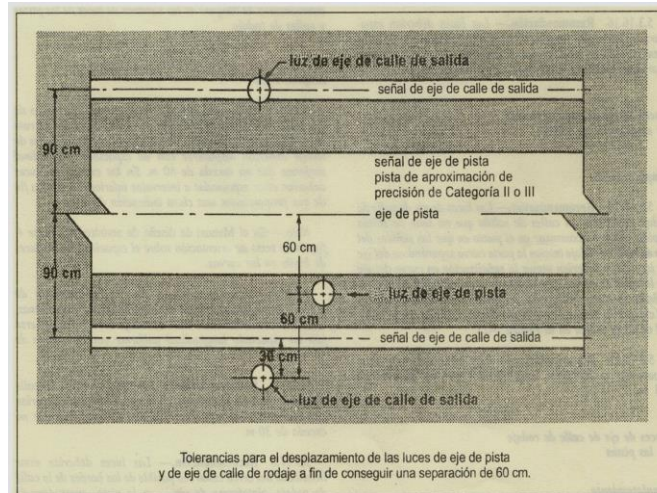 luz de eje de calle de salida
señal de eje de calle de salida
90 cm
señal de eje de pista
pista de aproximación de
precisión de Categoría II o III
eje de pista
60 cm
90 cm
luz de eje de pista
60 cm
señal de eje de calle de salida
30 cm
luz de eje de calle de salida
Tolerancias para el desplazamiento de las luces de eje de pista
y de eje de calle de rodaje a fin de conseguir una separación de 60 cm.